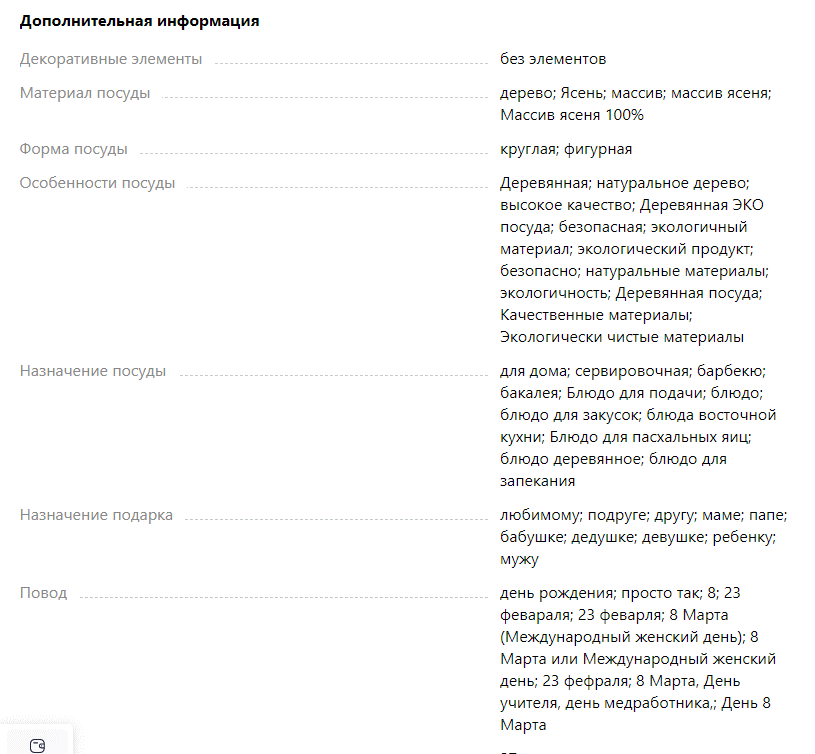 Дополнительная информация
Декоративные элементы без элементов
Материал посуды дерево; Ясень; массив; массив ясеня;
Массив ясеня 100%
Форма посуды круглая; фигурная
Особенности посуды Деревянная; натуральное дерево;
высокое качество; Деревянная ЭКО
посуда; безопасная; экологичный
материал; экологический продукт;
безопасно; натуральные материалы;
экологичность; Деревянная посуда;
Качественные материалы;
Экологически чистые материалы
Назначение посуды для дома; сервировочная; барбекю;
бакалея; Блюдо для подачи; блюдо;
блюдо для закусок; блюда восточной
кухни; Блюдо для пасхальных яиц;
блюдо деревянное; блюдо для
запекания
Назначение подарка любимому; подруге; другу; маме; папе;
бабушке; дедушке; девушке; ребенку;
мужу
Повод день рождения; просто так; 8; 23
февараля; 23 феварля; 8 Марта
(Международный женский день); 8
Марта или Международный женский
день; 23 фефраля; 8 Марта, День
учителя, день медработника,; День 8
Марта